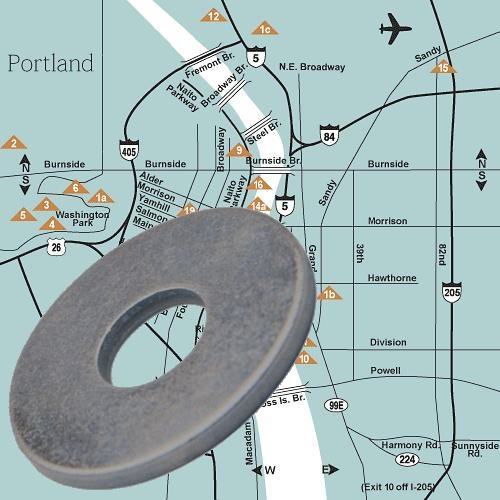 12
1c
Sandy
15
Portland
Fremont Br.
5
N.E. Broadway
Naito
Parkway
Broadway Br.
Steel Br.
84
405
2
N
S
Burnside
Burnside
Broadway
9
Burnside Br.
Burnside
N
S
Alder
Morrison
Yamhill
Salmon
Main
Naito
Parkway
16
14a
5
Sandy
6
1a
3
5
4
Washington
Park
19
26
Morrison
Grand
39th
82nd
Hawthorne
1b
205
Division
10
Powell
ss Is. Br.
99E
Macadam
Harmony Rd.
Sunnyside
Rd.
224
W
E
(Exit 10 off I-205)